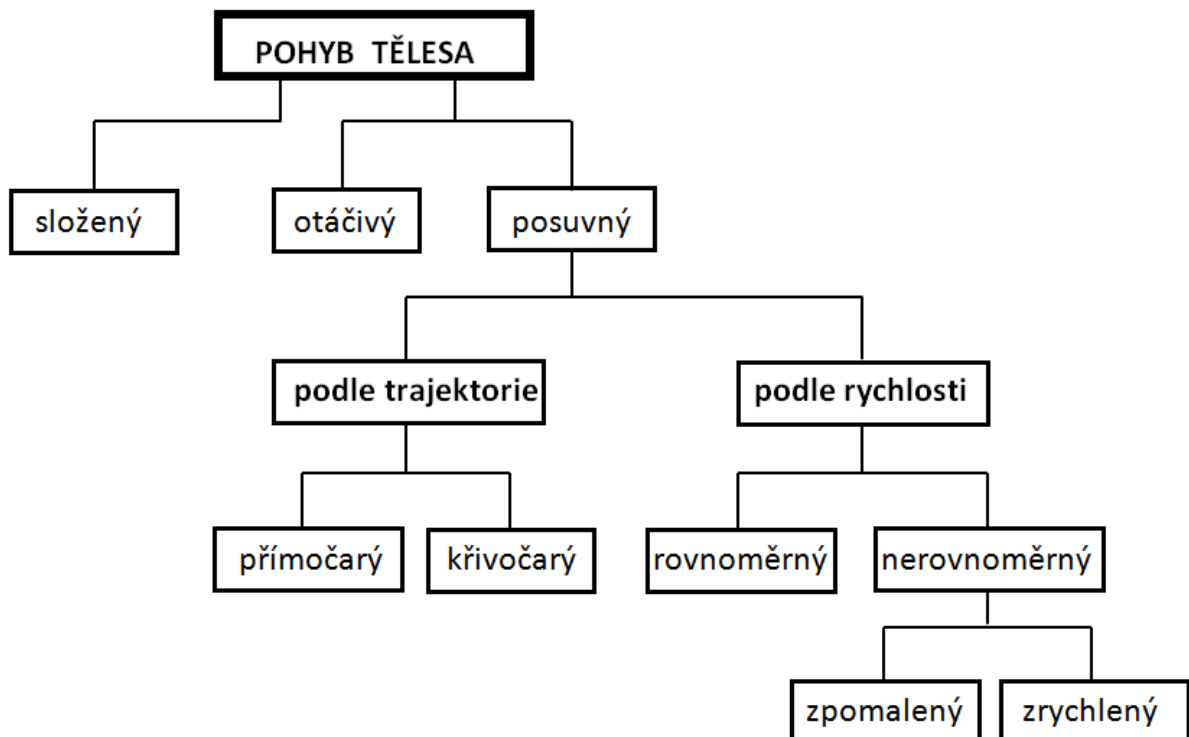 POHYB TĚLESA
složený
otáčivý
posuvný
podle trajektorie
podle rychlosti
přímočarý
křivočarý
rovnoměrný
nerovnoměrný
zpomalený
zrychlený